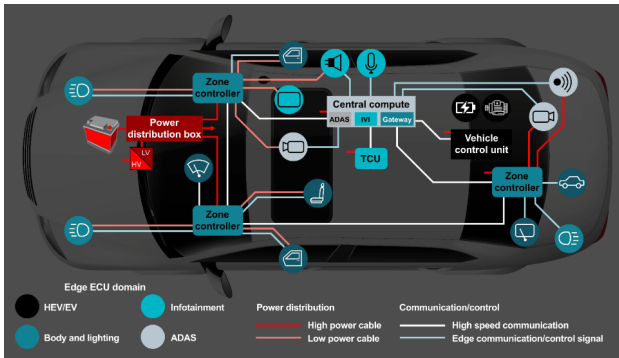 Zone
controller
Central compute
ADAS
IVI
Gateway
Power
distribution box
LV
HV
TCU
Vehicle
control unit
Zone
controller
Zone
controller
Edge ECU domain
HEV/EV
Infotainment
Body and lighting
ADAS
Power distribution
High power cable
Low power cable
Communication/control
High speed communication
Edge communication/control signal